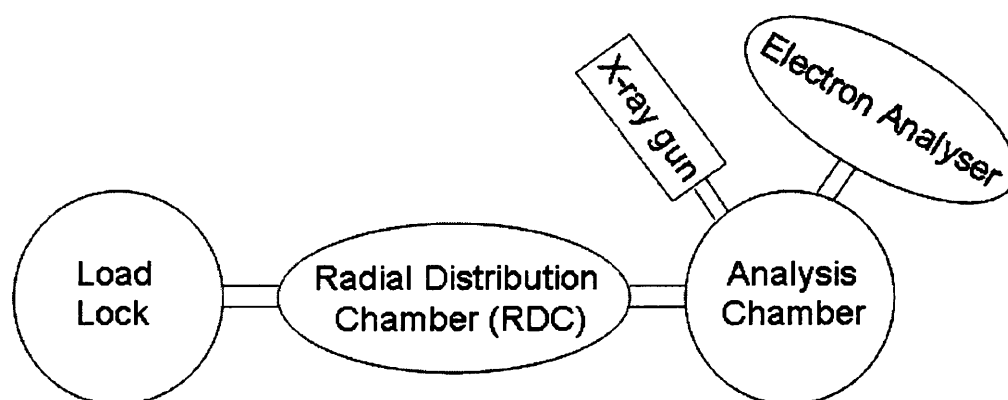 Load
Lock
Radial Distribution
Chamber (RDC)
X-ray gun
Electron Analyser
Analysis
Chamber